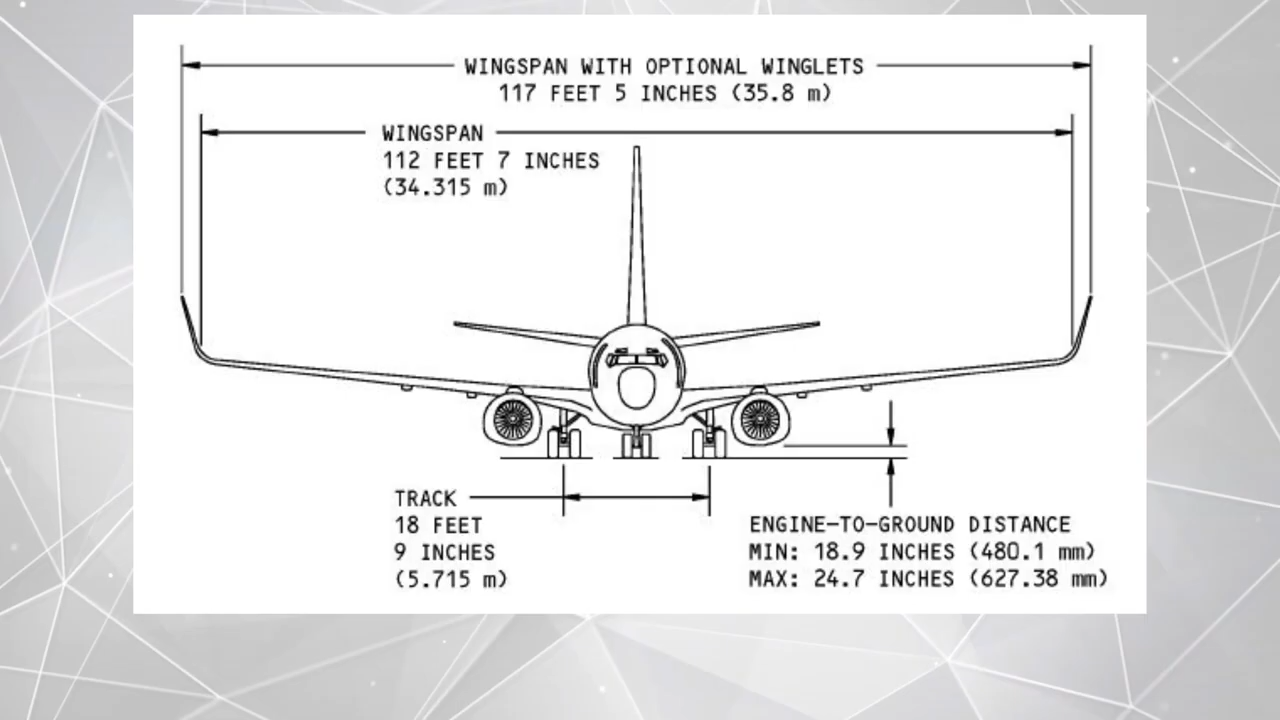 WINGSPAN WITH OPTIONAL WINGLETS
117 FEET 5 INCHES (35.8 m)
WINGSPAN
112 FEET 7 INCHES
(34.315 m)
TRACK
18 FEET
9 INCHES
(5.715 m)
ENGINE-TO-GROUND DISTANCE
MIN: 18.9 INCHES (480.1 mm)
MAX: 24.7 INCHES (627.38 mm)